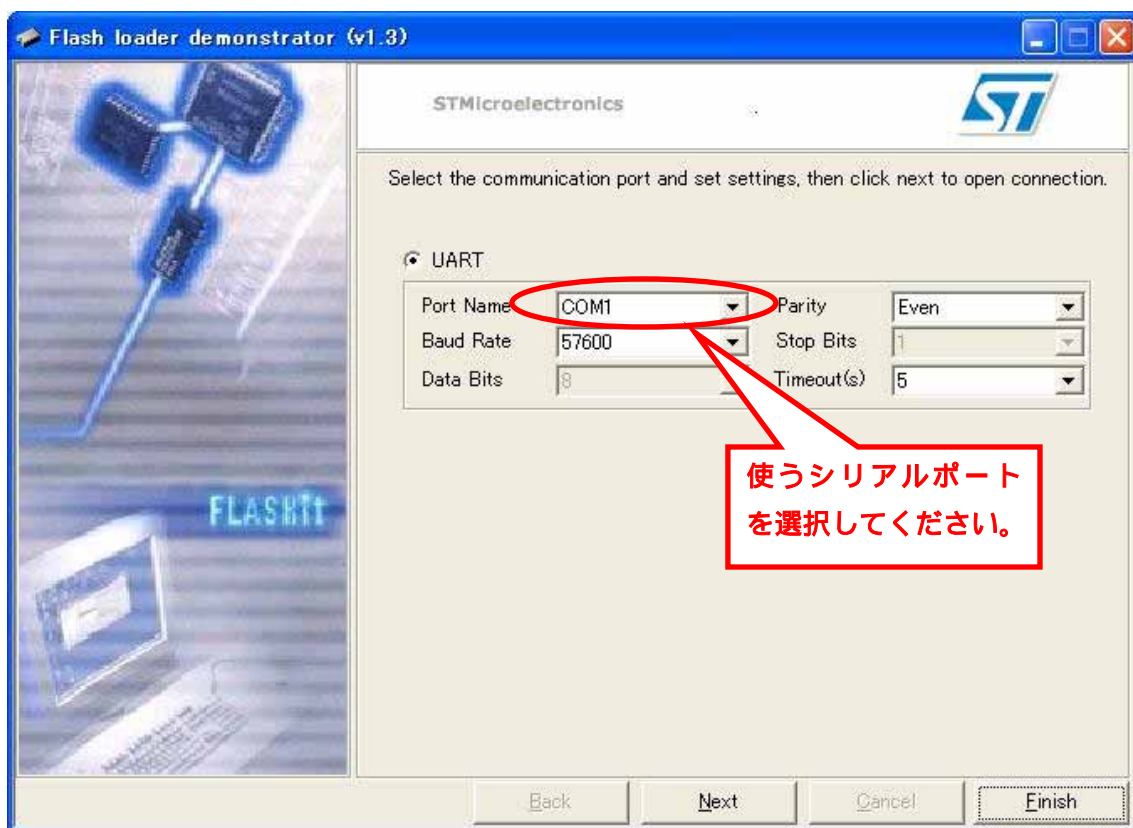 Flash loader demonstrator (v1.3)
STMicroelectronics
ST
Select the communication port and set settings, then click next to open connection.
UART
Port Name COM1 Parity Even
Baud Rate 57600 Stop Bits 1
Data Bits 8 Timeout(s) 5
使うシリアルポート
を選択してください。
FLASHIt
Back Next Cancel Finish